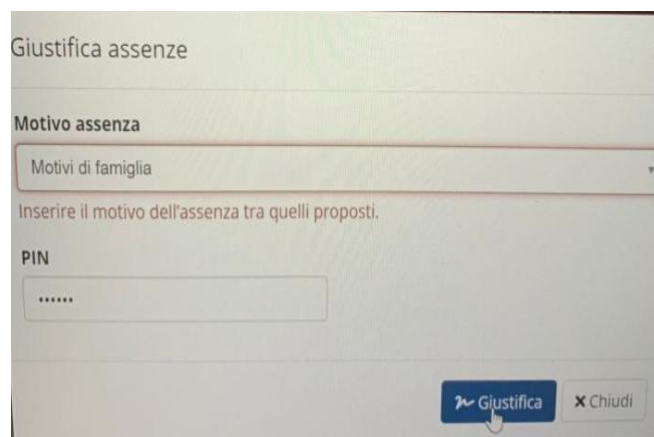 Giustifica assenze
Motivo assenza
Motivi di famiglia
Inserire il motivo dell'assenza tra quelli proposti.
PIN
••••••
Giustifica
× Chiudi